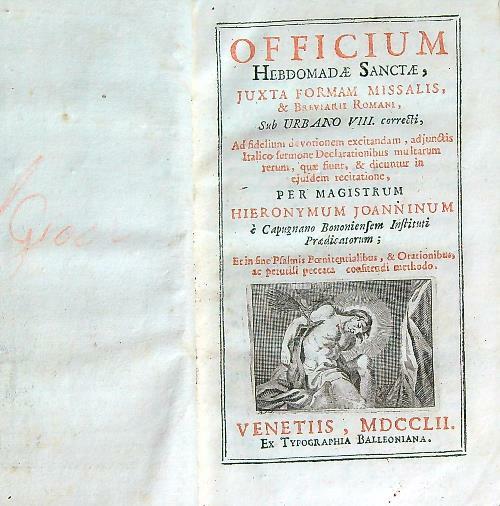 OFFICIUM
HEBDOMADÆ SANCTÆ,
JUXTA FORMAM MISSALIS,
& BREVIARII ROMANI,
Sub URBANO VIII. correcti,
Ad fidelium devotionem excitandam, adjunctis
Italico sermone Declarationibus multarum
rerum, quæ fiunt, & dicuntur in
ejusdem recitatione,
PER MAGISTRUM
HIERONYMUM JOANNINUM
è Capugnano Bononiensem Instituti
Prædicatorum;
Et in fine Psalmis Pœnitentialibus, & Orationibus,
ac perutili peccata confitendi methodo.
VENETIIS, MDCCLII.
EX TYPOGRAPHIA BALLEONIANA.